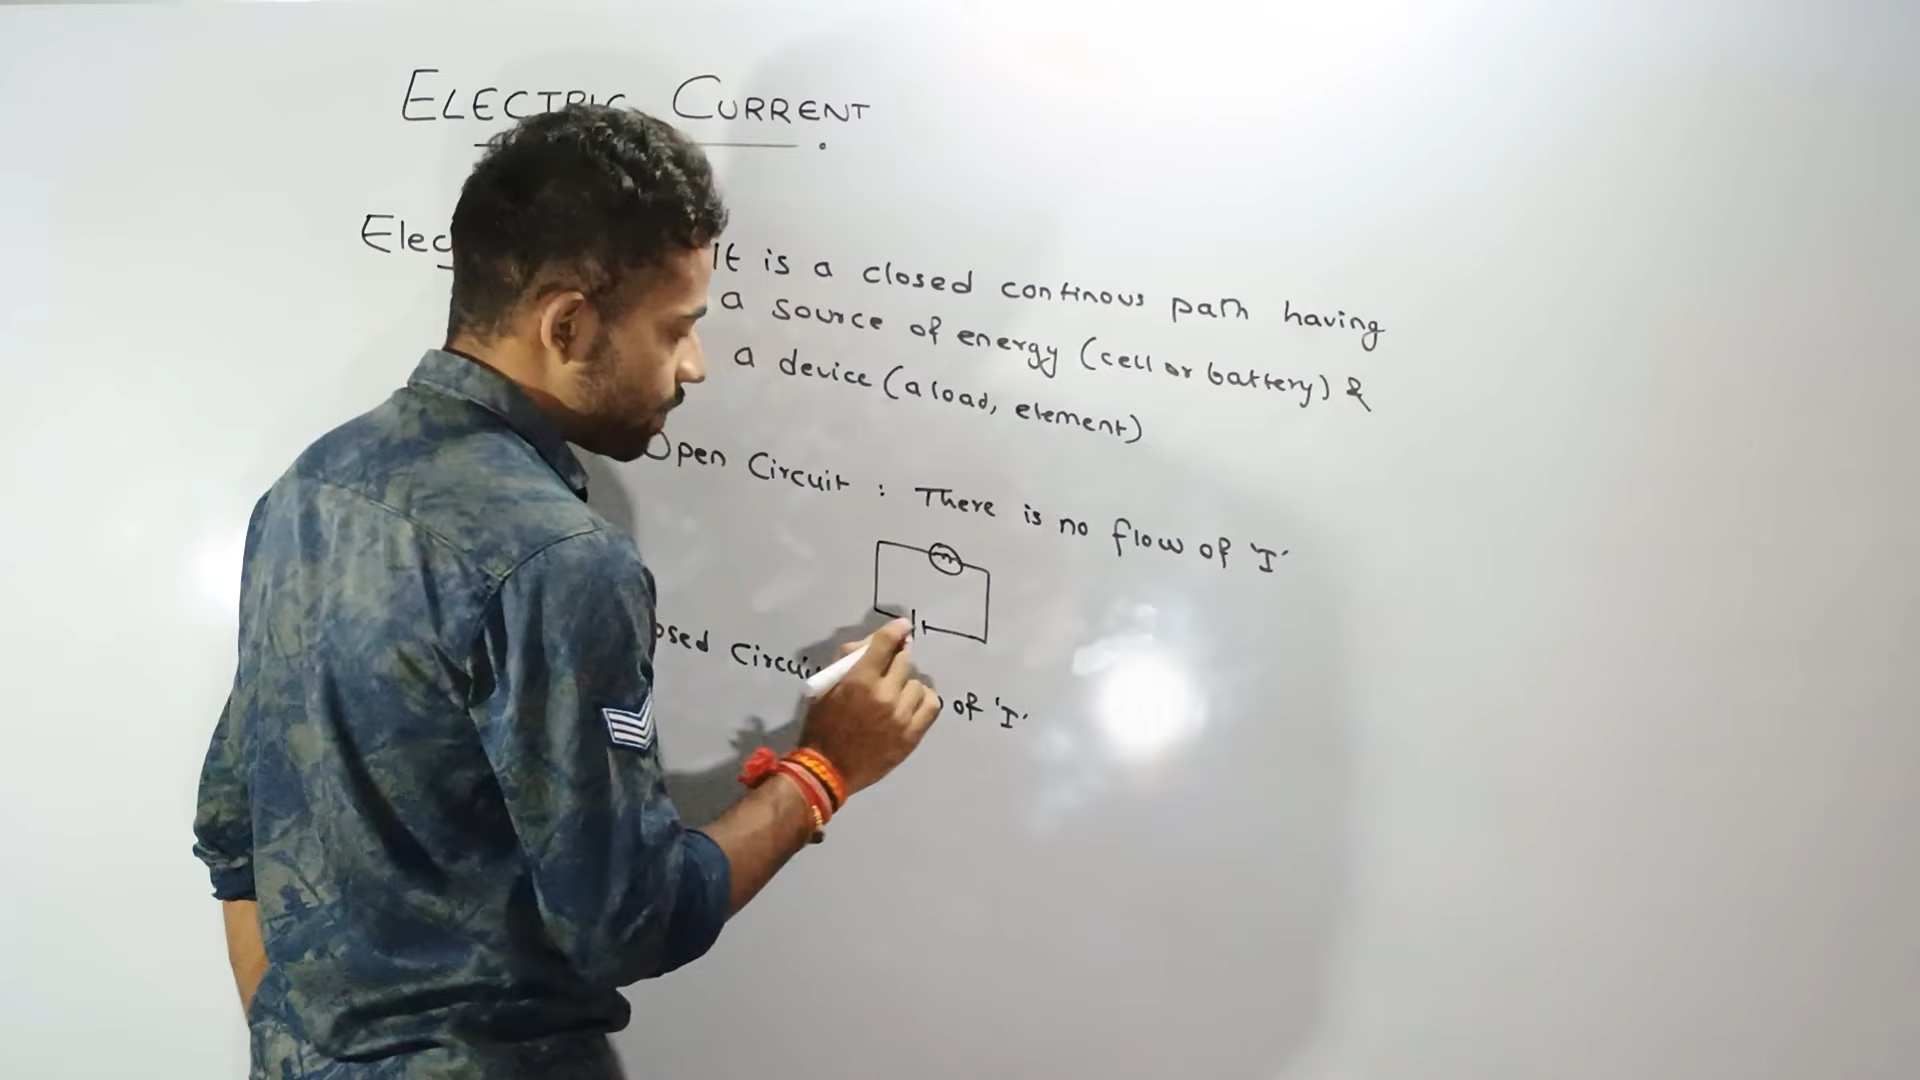 ELECTRIC CURRENT
Elec It is a closed continous path having
a source of energy (cell or battery) &
a device (a load, element)
Open Circuit : There is no flow of 'I'
osed Circui of 'I'